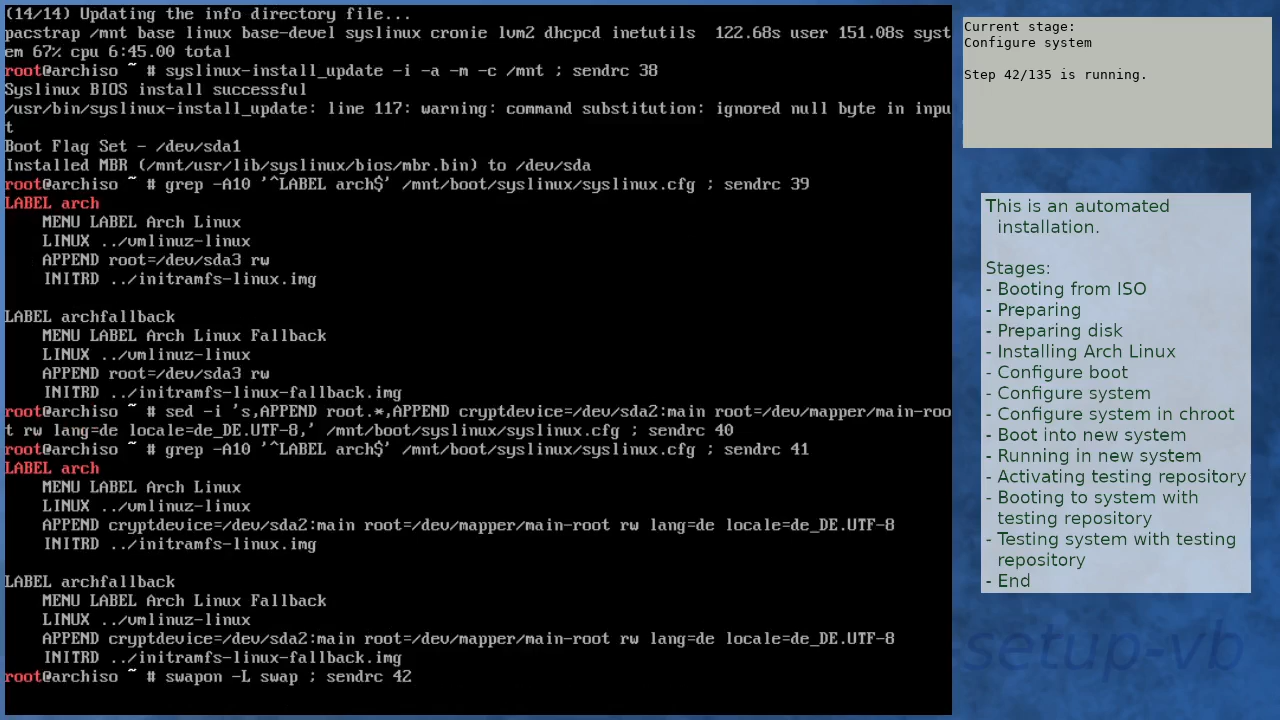 (14/14) Updating the info directory file...
pacstrap /mnt base linux base-devel syslinux cronie lvm2 dhcpcd inetutils  122.68s user 151.08s syst
em 67% cpu 6:45.00 total
root@archiso ~ # syslinux-install_update -i -a -m -c /mnt ; sendrc 38
Syslinux BIOS install successful
/usr/bin/syslinux-install_update: line 117: warning: command substitution: ignored null byte in inpu
t
Boot Flag Set - /dev/sda1
Installed MBR (/mnt/usr/lib/syslinux/bios/mbr.bin) to /dev/sda
root@archiso ~ # grep -A10 '^LABEL arch$' /mnt/boot/syslinux/syslinux.cfg ; sendrc 39
LABEL arch
    MENU LABEL Arch Linux
    LINUX ../vmlinuz-linux
    APPEND root=/dev/sda3 rw
    INITRD ../initramfs-linux.img

LABEL archfallback
    MENU LABEL Arch Linux Fallback
    LINUX ../vmlinuz-linux
    APPEND root=/dev/sda3 rw
    INITRD ../initramfs-linux-fallback.img
root@archiso ~ # sed -i 's,APPEND root.*,APPEND cryptdevice=/dev/sda2:main root=/dev/mapper/main-roo
t rw lang=de locale=de_DE.UTF-8,' /mnt/boot/syslinux/syslinux.cfg ; sendrc 40
root@archiso ~ # grep -A10 '^LABEL arch$' /mnt/boot/syslinux/syslinux.cfg ; sendrc 41
LABEL arch
    MENU LABEL Arch Linux
    LINUX ../vmlinuz-linux
    APPEND cryptdevice=/dev/sda2:main root=/dev/mapper/main-root rw lang=de locale=de_DE.UTF-8
    INITRD ../initramfs-linux.img

LABEL archfallback
    MENU LABEL Arch Linux Fallback
    LINUX ../vmlinuz-linux
    APPEND cryptdevice=/dev/sda2:main root=/dev/mapper/main-root rw lang=de locale=de_DE.UTF-8
    INITRD ../initramfs-linux-fallback.img
root@archiso ~ # swapon -L swap ; sendrc 42
Current stage:
Configure system

Step 42/135 is running.
This is an automated
installation.

Stages:
- Booting from ISO
- Preparing
- Preparing disk
- Installing Arch Linux
- Configure boot
- Configure system
- Configure system in chroot
- Boot into new system
- Running in new system
- Activating testing repository
- Booting to system with
testing repository
- Testing system with testing
repository
- End
-setup-vb